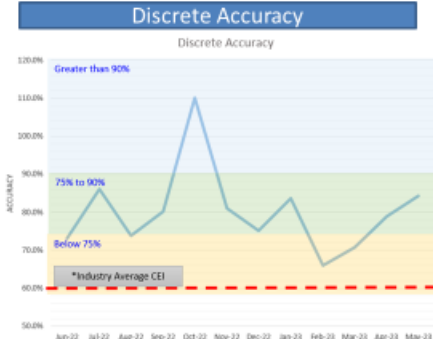 Discrete Accuracy
Discrete Accuracy
120.0%
Greater than 90%
110.0%
100.0%
90.0%
75% to 90%
ACCURACY
80.0%
Below 75%
70.0%
*Industry Average CEI
60.0%
50.0%
Jun-22 Jul-22 Aug-22 Sep-22 Oct-22 Nov-22 Dec-22 Jan-23 Feb-23 Mar-23 Apr-23 May-23